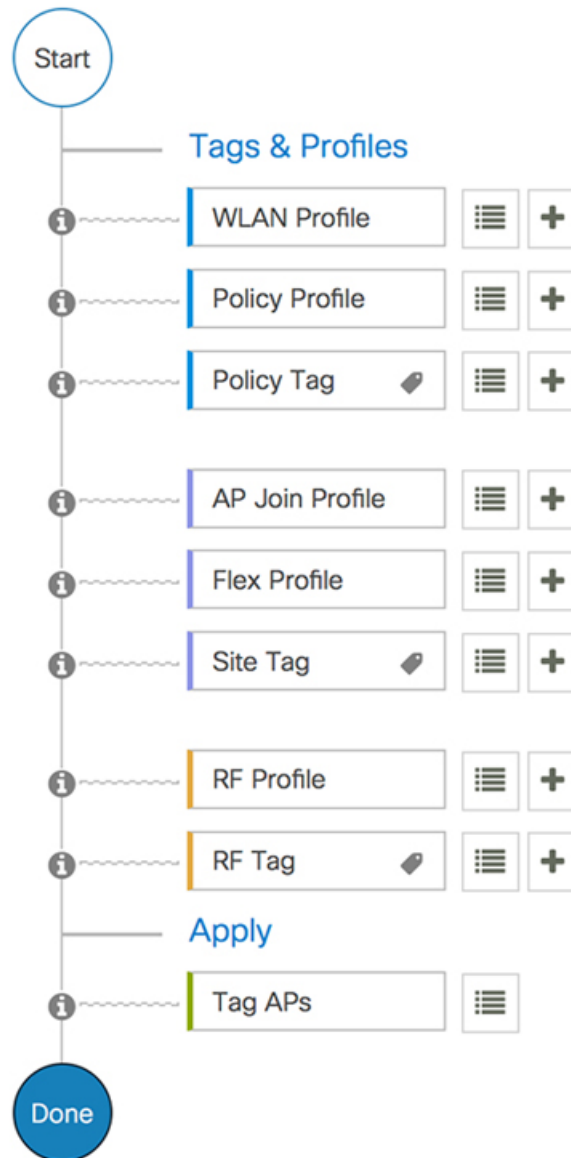 Start
Tags & Profiles
WLAN Profile
Policy Profile
Policy Tag
AP Join Profile
Flex Profile
Site Tag
RF Profile
RF Tag
Apply
Tag APs
Done